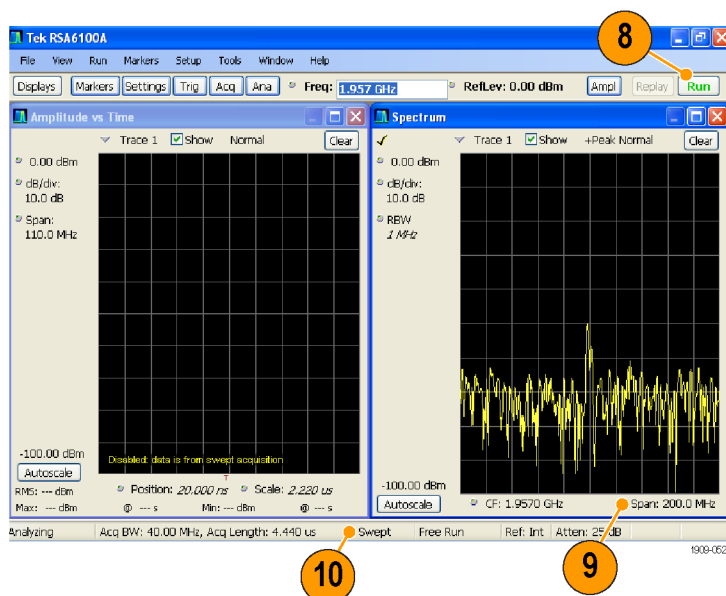 8
Tek RSA6100A
File View Run Markers Setup Tools Window Help
Displays Markers Settings Trig Acq Ana Freq: 1.957 GHz RefLev: 0.00 dBm Ampl Replay Run
Amplitude vs Time
Trace 1 Show Normal Clear
0.00 dBm
dB/div:
10.0 dB
Span:
110.0 MHz
-100.00 dBm
Autoscale
Disabled: data is from swept acquisition
T
Position: 20.000 ns Scale: 2.220 us
RMS: --- dBm
Max: --- dBm @ --- s Min: --- dBm @ --- s
Spectrum
Trace 1 Show +Peak Normal Clear
0.00 dBm
dB/div:
10.0 dB
RBW
1 MHz
-100.00 dBm
Autoscale CF: 1.9570 GHz Span: 200.0 MHz
Analyzing Acq BW: 40.00 MHz, Acq Length: 4.440 us Swept Free Run Ref: Int Atten: 25 dB
10
9
1909-052